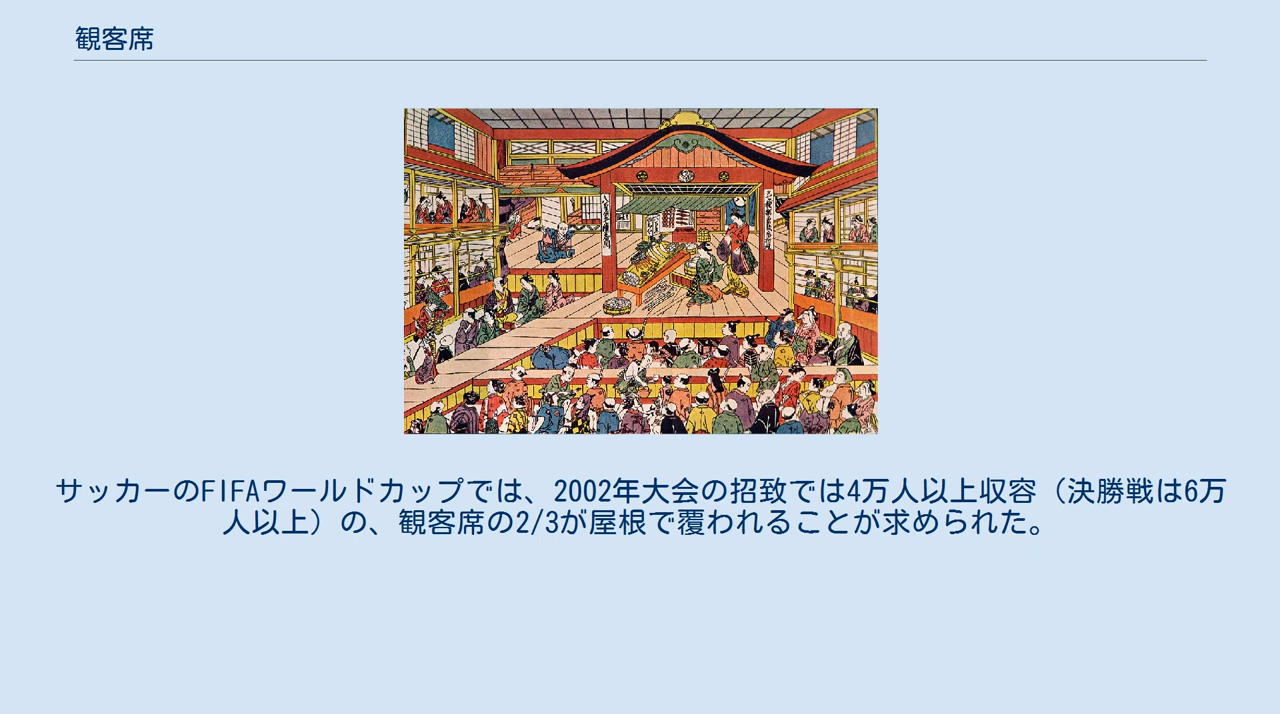 観客席
サッカーのFIFAワールドカップでは、2002年大会の招致では4万人以上収容（決勝戦は6万
人以上）の、観客席の2/3が屋根で覆われることが求められた。